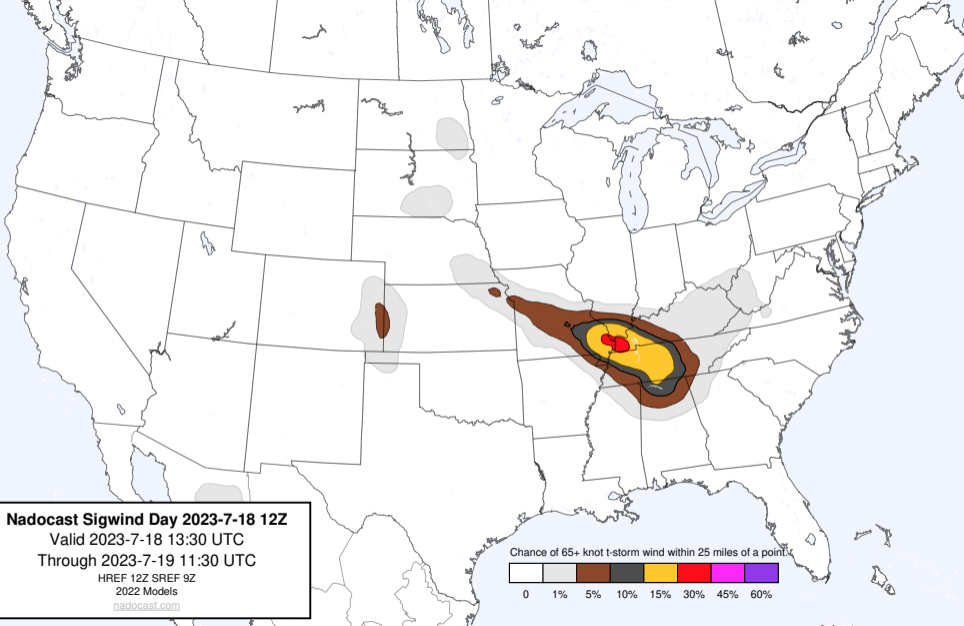 Nadocast Sigwind Day 2023-7-18 12Z
Valid 2023-7-18 13:30 UTC
Through 2023-7-19 11:30 UTC
HREF 12Z SREF 9Z
2022 Models
nadocast.com
Chance of 65+ knot t-storm wind within 25 miles of a point.
0 1% 5% 10% 15% 30% 45% 60%